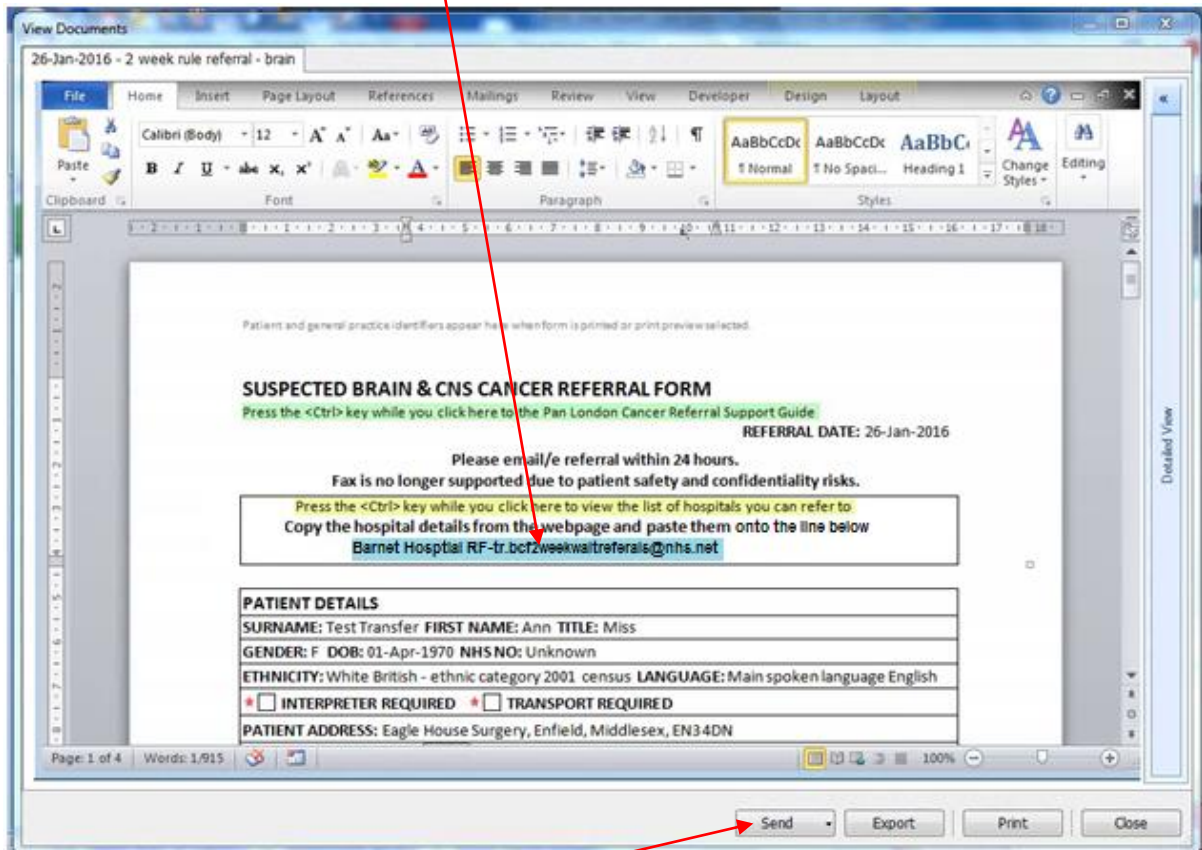 View Documents
26-Jan-2016 - 2 week rule referral - brain
File Home Insert Page Layout References Mailings Review View Developer Design Layout
Calibri (Body) 12 A A Aa
AaBbCcDc AaBbCcDc AaBbC
Paste B I U abc x, x² A
¶ Normal ¶ No Spaci... Heading 1 Change Styles Editing
Clipboard Font Paragraph Styles
Patient and general practice identifiers appear here when form is printed or print preview selected.
SUSPECTED BRAIN & CNS CANCER REFERRAL FORM
Press the <Ctrl> key while you click here to the Pan London Cancer Referral Support Guide
REFERRAL DATE: 26-Jan-2016
Please email/e referral within 24 hours.
Fax is no longer supported due to patient safety and confidentiality risks.
Press the <Ctrl> key while you click here to view the list of hospitals you can refer to
Copy the hospital details from the webpage and paste them onto the line below
Barnet Hosptial RF-tr.bcf2weekwaitreferals@nhs.net
PATIENT DETAILS
SURNAME: Test Transfer FIRST NAME: Ann TITLE: Miss
GENDER: F DOB: 01-Apr-1970 NHS NO: Unknown
ETHNICITY: White British - ethnic category 2001 census LANGUAGE: Main spoken language English
* INTERPRETER REQUIRED * TRANSPORT REQUIRED
PATIENT ADDRESS: Eagle House Surgery, Enfield, Middlesex, EN3 4DN
Detailed View
Page: 1 of 4 Words: 1/915 100%
Send Export Print Close